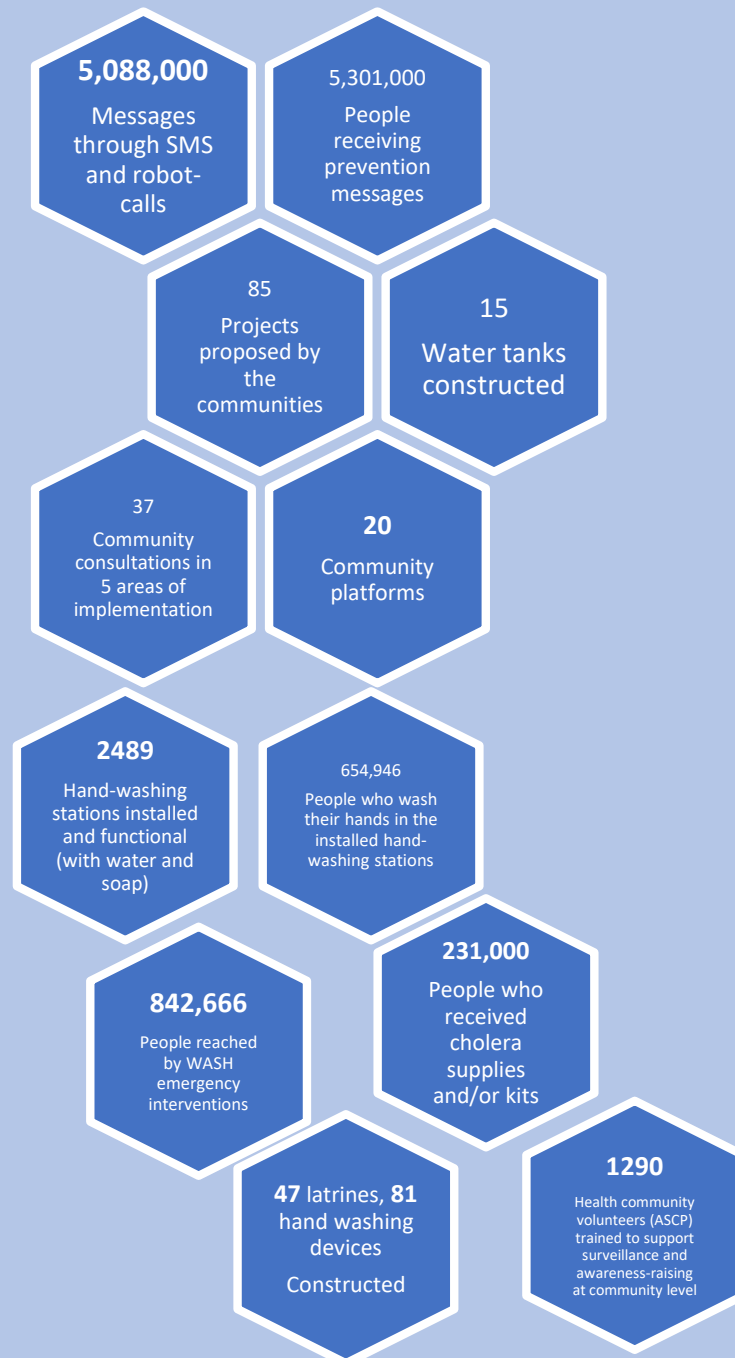 5,088,000
Messages
through SMS
and robot-
calls
5,301,000
People
receiving
prevention
messages
85
Projects
proposed by
the
communities
15
Water tanks
constructed
37
Community
consultations in
5 areas of
implementation
20
Community
platforms
2489
Hand-washing
stations installed
and functional
(with water and
soap)
654,946
People who wash
their hands in the
installed hand-
washing stations
842,666
People reached
by WASH
emergency
interventions
231,000
People who
received
cholera
supplies
and/or kits
47 latrines, 81
hand washing
devices
Constructed
1290
Health community
volunteers (ASCP)
trained to support
surveillance and
awareness-raising
at community level